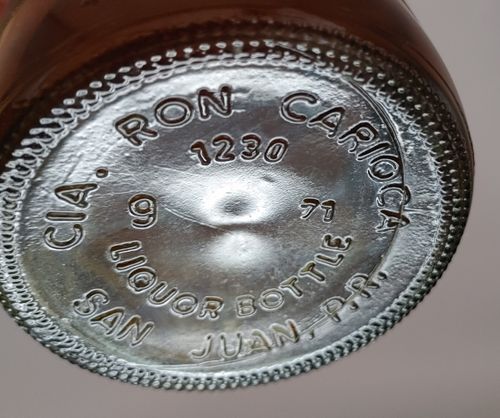 CIA. RON CARIOCA
1230
9 71
LIQUOR BOTTLE
SAN JUAN, P.R.